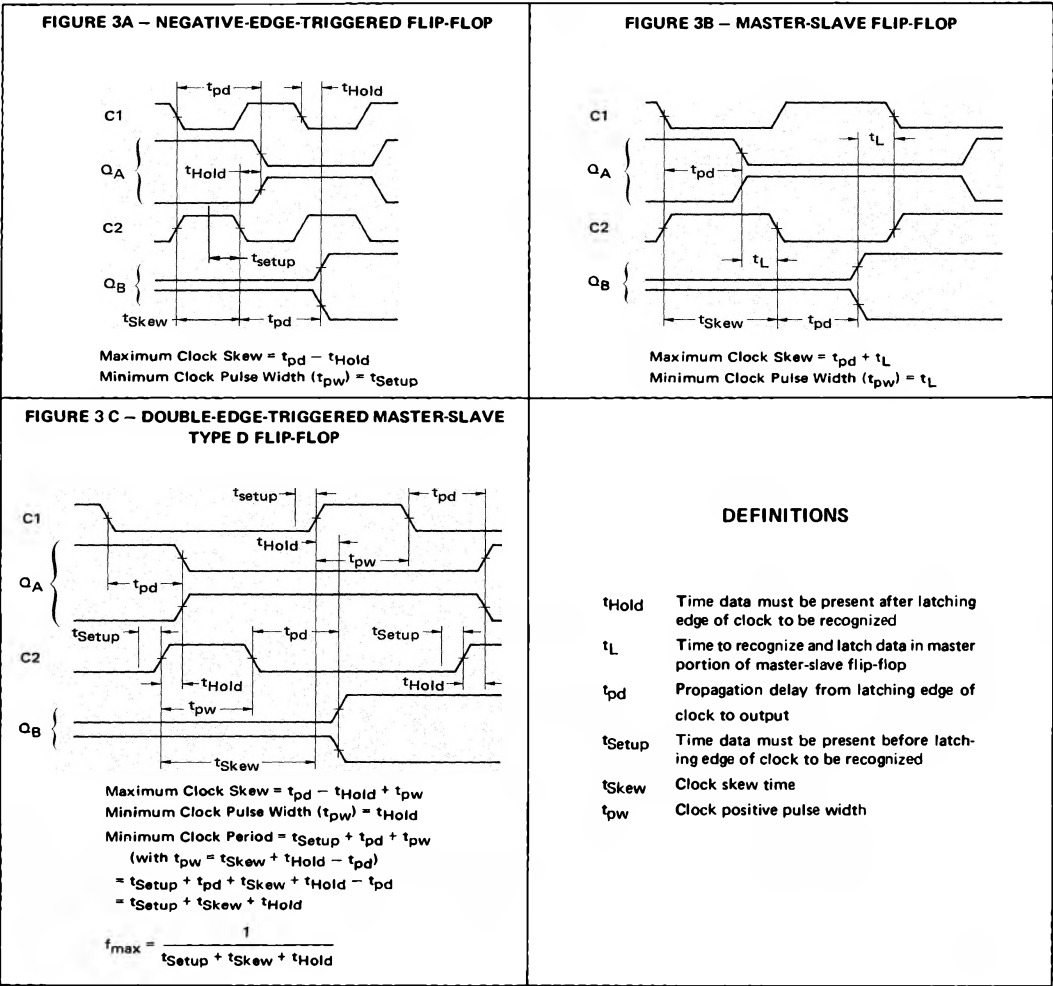 FIGURE 3A – NEGATIVE-EDGE-TRIGGERED FLIP-FLOP
C1
tpd
tHold
QA
tHold
C2
tsetup
QB
tSkew
tpd
Maximum Clock Skew = tpd – tHold
Minimum Clock Pulse Width (tpw) = tSetup
FIGURE 3B – MASTER-SLAVE FLIP-FLOP
C1
tL
QA
tpd
C2
tL
QB
tSkew
tpd
Maximum Clock Skew = tpd + tL
Minimum Clock Pulse Width (tpw) = tL
FIGURE 3 C – DOUBLE-EDGE-TRIGGERED MASTER-SLAVE
TYPE D FLIP-FLOP
tsetup
tpd
C1
tHold
tpw
QA
tpd
tSetup
tpd
tSetup
C2
tHold
tHold
tpw
QB
tSkew
Maximum Clock Skew = tpd – tHold + tpw
Minimum Clock Pulse Width (tpw) = tHold
Minimum Clock Period = tSetup + tpd + tpw
(with tpw = tSkew + tHold – tpd)
= tSetup + tpd + tSkew + tHold – tpd
= tSetup + tSkew + tHold
fmax = 1
tSetup + tSkew + tHold
DEFINITIONS
tHold Time data must be present after latching
edge of clock to be recognized
tL Time to recognize and latch data in master
portion of master-slave flip-flop
tpd Propagation delay from latching edge of
clock to output
tSetup Time data must be present before latch-
ing edge of clock to be recognized
tSkew Clock skew time
tpw Clock positive pulse width